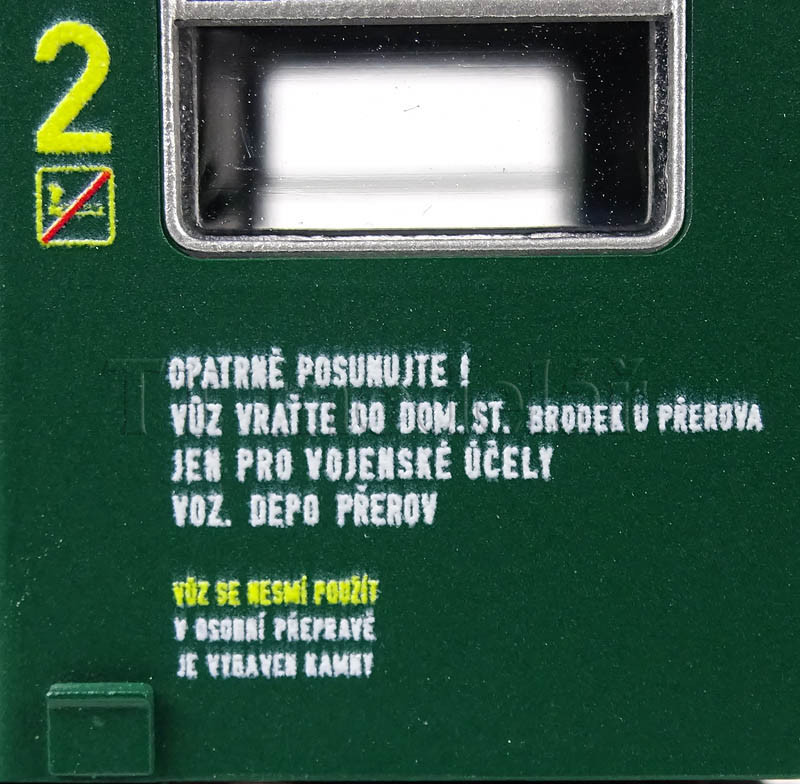 2
OPATRNĚ POSUNUJTE !
VŮZ VRAŤTE DO DOM.ST. BRODEK U PŘEROVA
JEN PRO VOJENSKÉ ÚČELY
VOZ. DEPO PŘEROV
VŮZ SE NESMÍ POUŽÍT
V OSOBNÍ PŘEPRAVĚ
JE VYBAVEN KAMNY